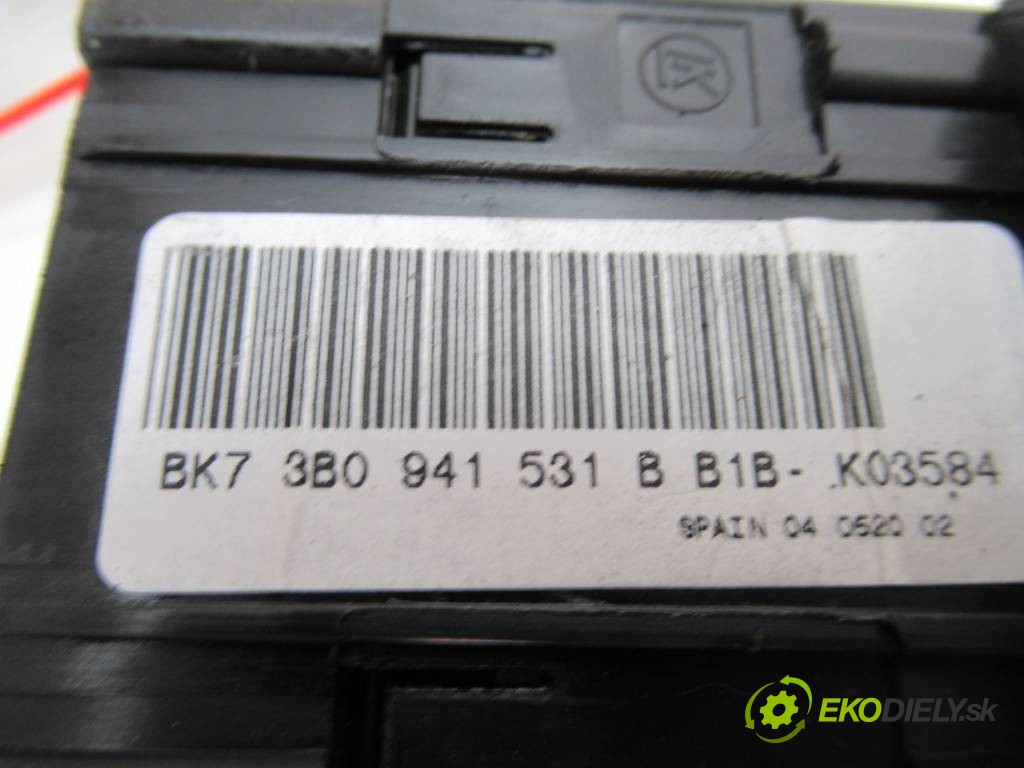 BK7 3B0 941 531 B B1B- K03584
SPAIN 04 0520 02
EKODIELY.sk